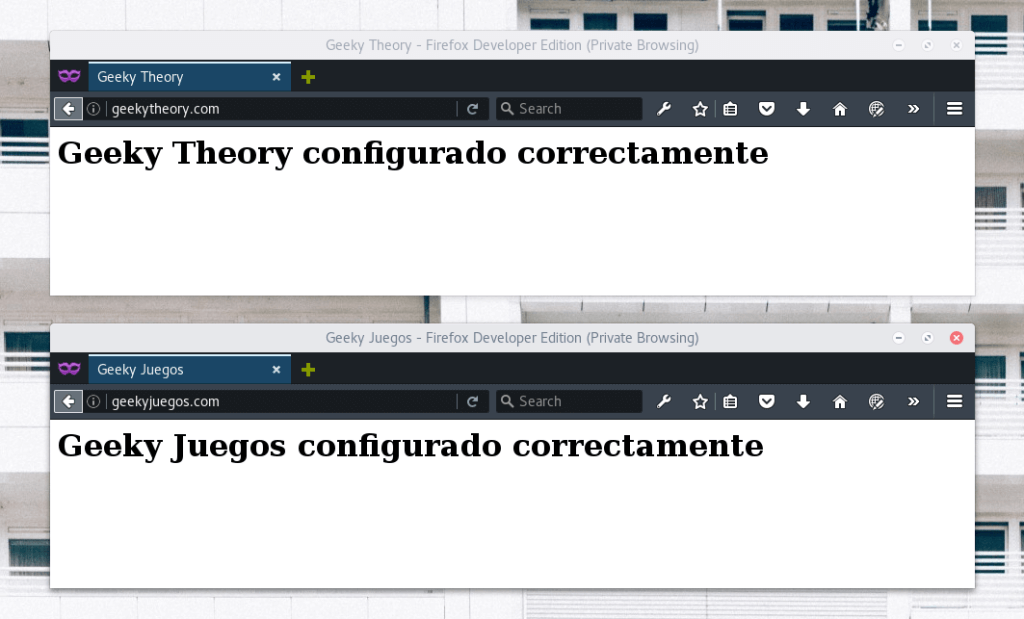 Geeky Theory - Firefox Developer Edition (Private Browsing)
Geeky Theory
geekytheory.com
Search
Geeky Theory configurado correctamente
Geeky Juegos - Firefox Developer Edition (Private Browsing)
Geeky Juegos
geekyjuegos.com
Search
Geeky Juegos configurado correctamente